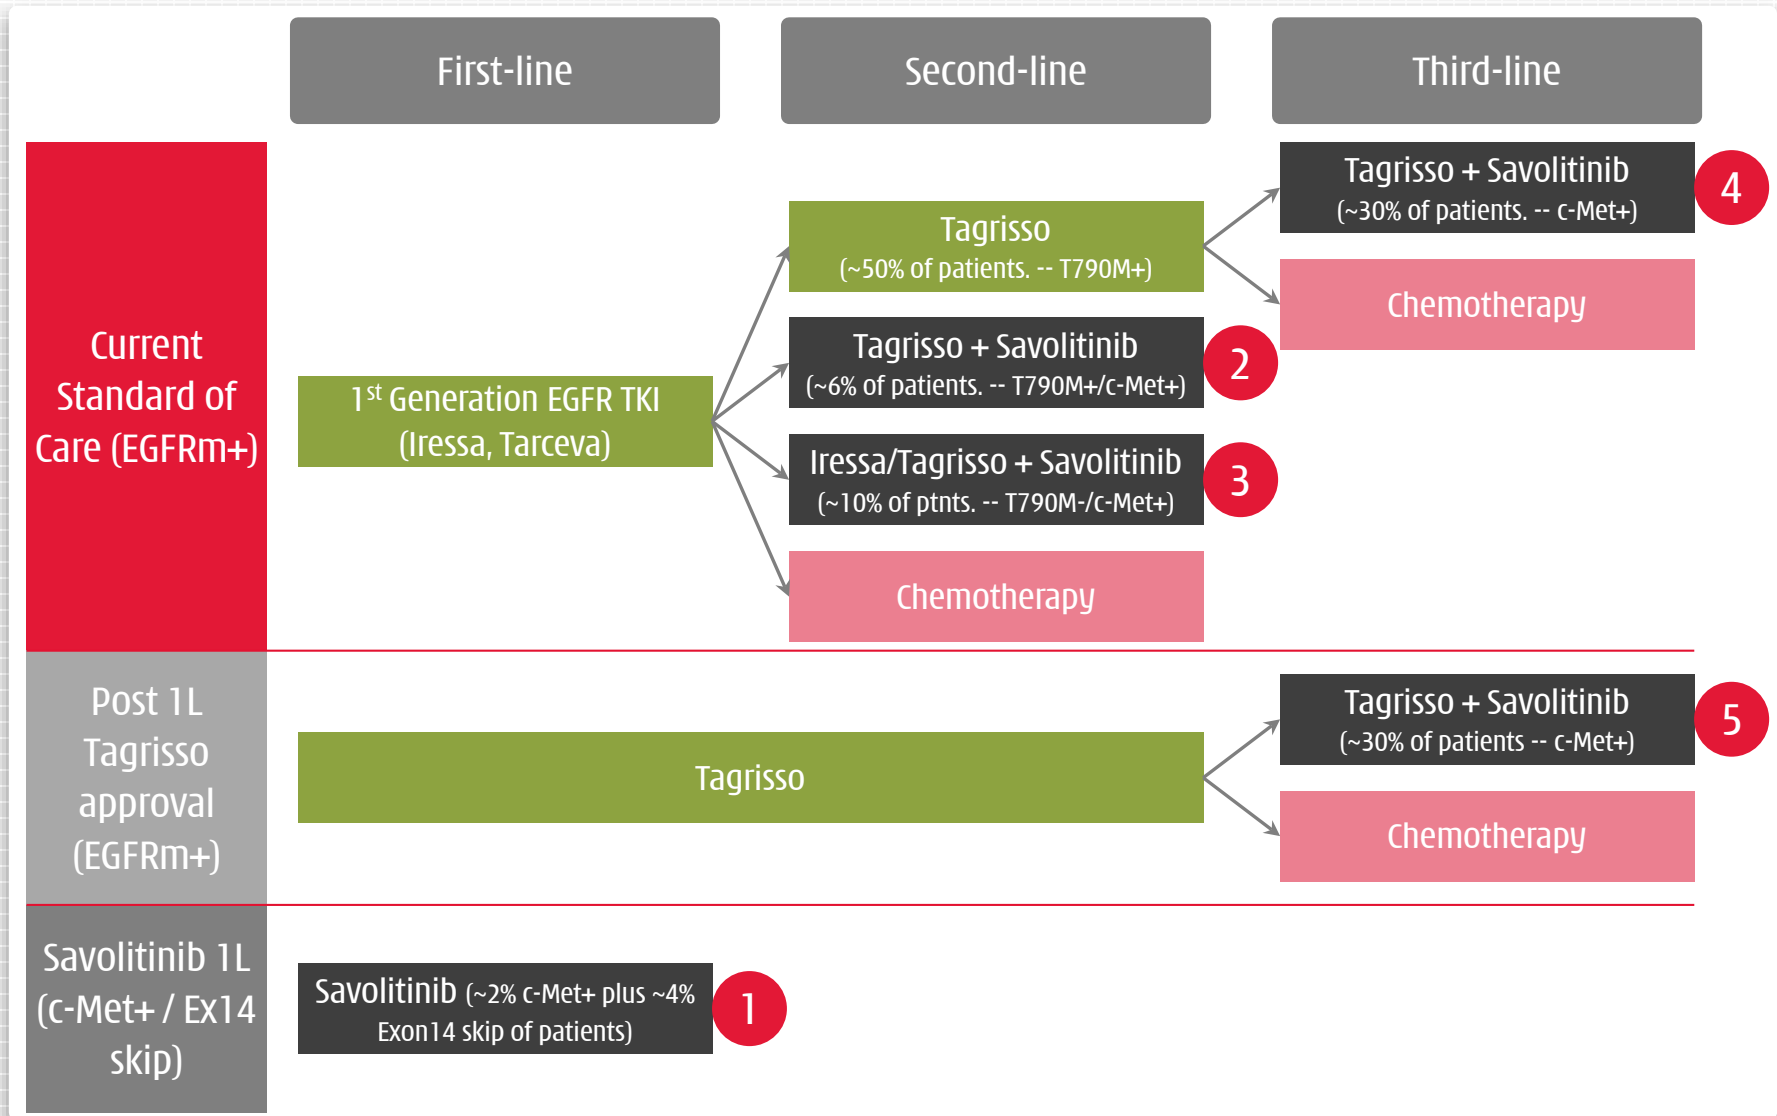 First-line
Second-line
Third-line
Current
Standard of
Care (EGFRm+)
1st Generation EGFR TKI
(Iressa, Tarceva)
Tagrisso
(~50% of patients. -- T790M+)
Tagrisso + Savolitinib
(~6% of patients. -- T790M+/c-Met+)
2
Iressa/Tagrisso + Savolitinib
(~10% of ptnts. -- T790M-/c-Met+)
3
Chemotherapy
Tagrisso + Savolitinib
(~30% of patients. -- c-Met+)
4
Chemotherapy
Post 1L
Tagrisso
approval
(EGFRm+)
Tagrisso
Tagrisso + Savolitinib
(~30% of patients -- c-Met+)
5
Chemotherapy
Savolitinib 1L
(c-Met+ / Ex14
skip)
Savolitinib (~2% c-Met+ plus ~4%
Exon14 skip of patients)
1